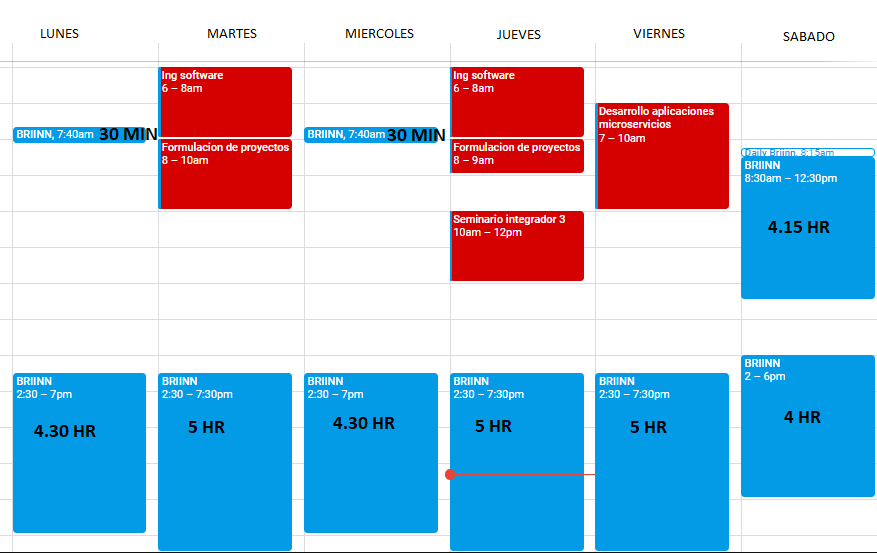 LUNES
MARTES
MIERCOLES
JUEVES
VIERNES
SABADO
BRIINN, 7:40am
30 MIN
BRIINN
2:30 – 7pm
4.30 HR
Ing software
6 – 8am
Formulacion de proyectos
8 – 10am
BRIINN
2:30 – 7:30pm
5 HR
BRIINN, 7:40am
30 MIN
BRIINN
2:30 – 7pm
4.30 HR
Ing software
6 – 8am
Formulacion de proyectos
8 – 9am
Seminario integrador 3
10am – 12pm
BRIINN
2:30 – 7:30pm
5 HR
Desarrollo aplicaciones
microservicios
7 – 10am
BRIINN
2:30 – 7:30pm
5 HR
Daily Briinn, 8:15am
BRIINN
8:30am – 12:30pm
4.15 HR
BRIINN
2 – 6pm
4 HR